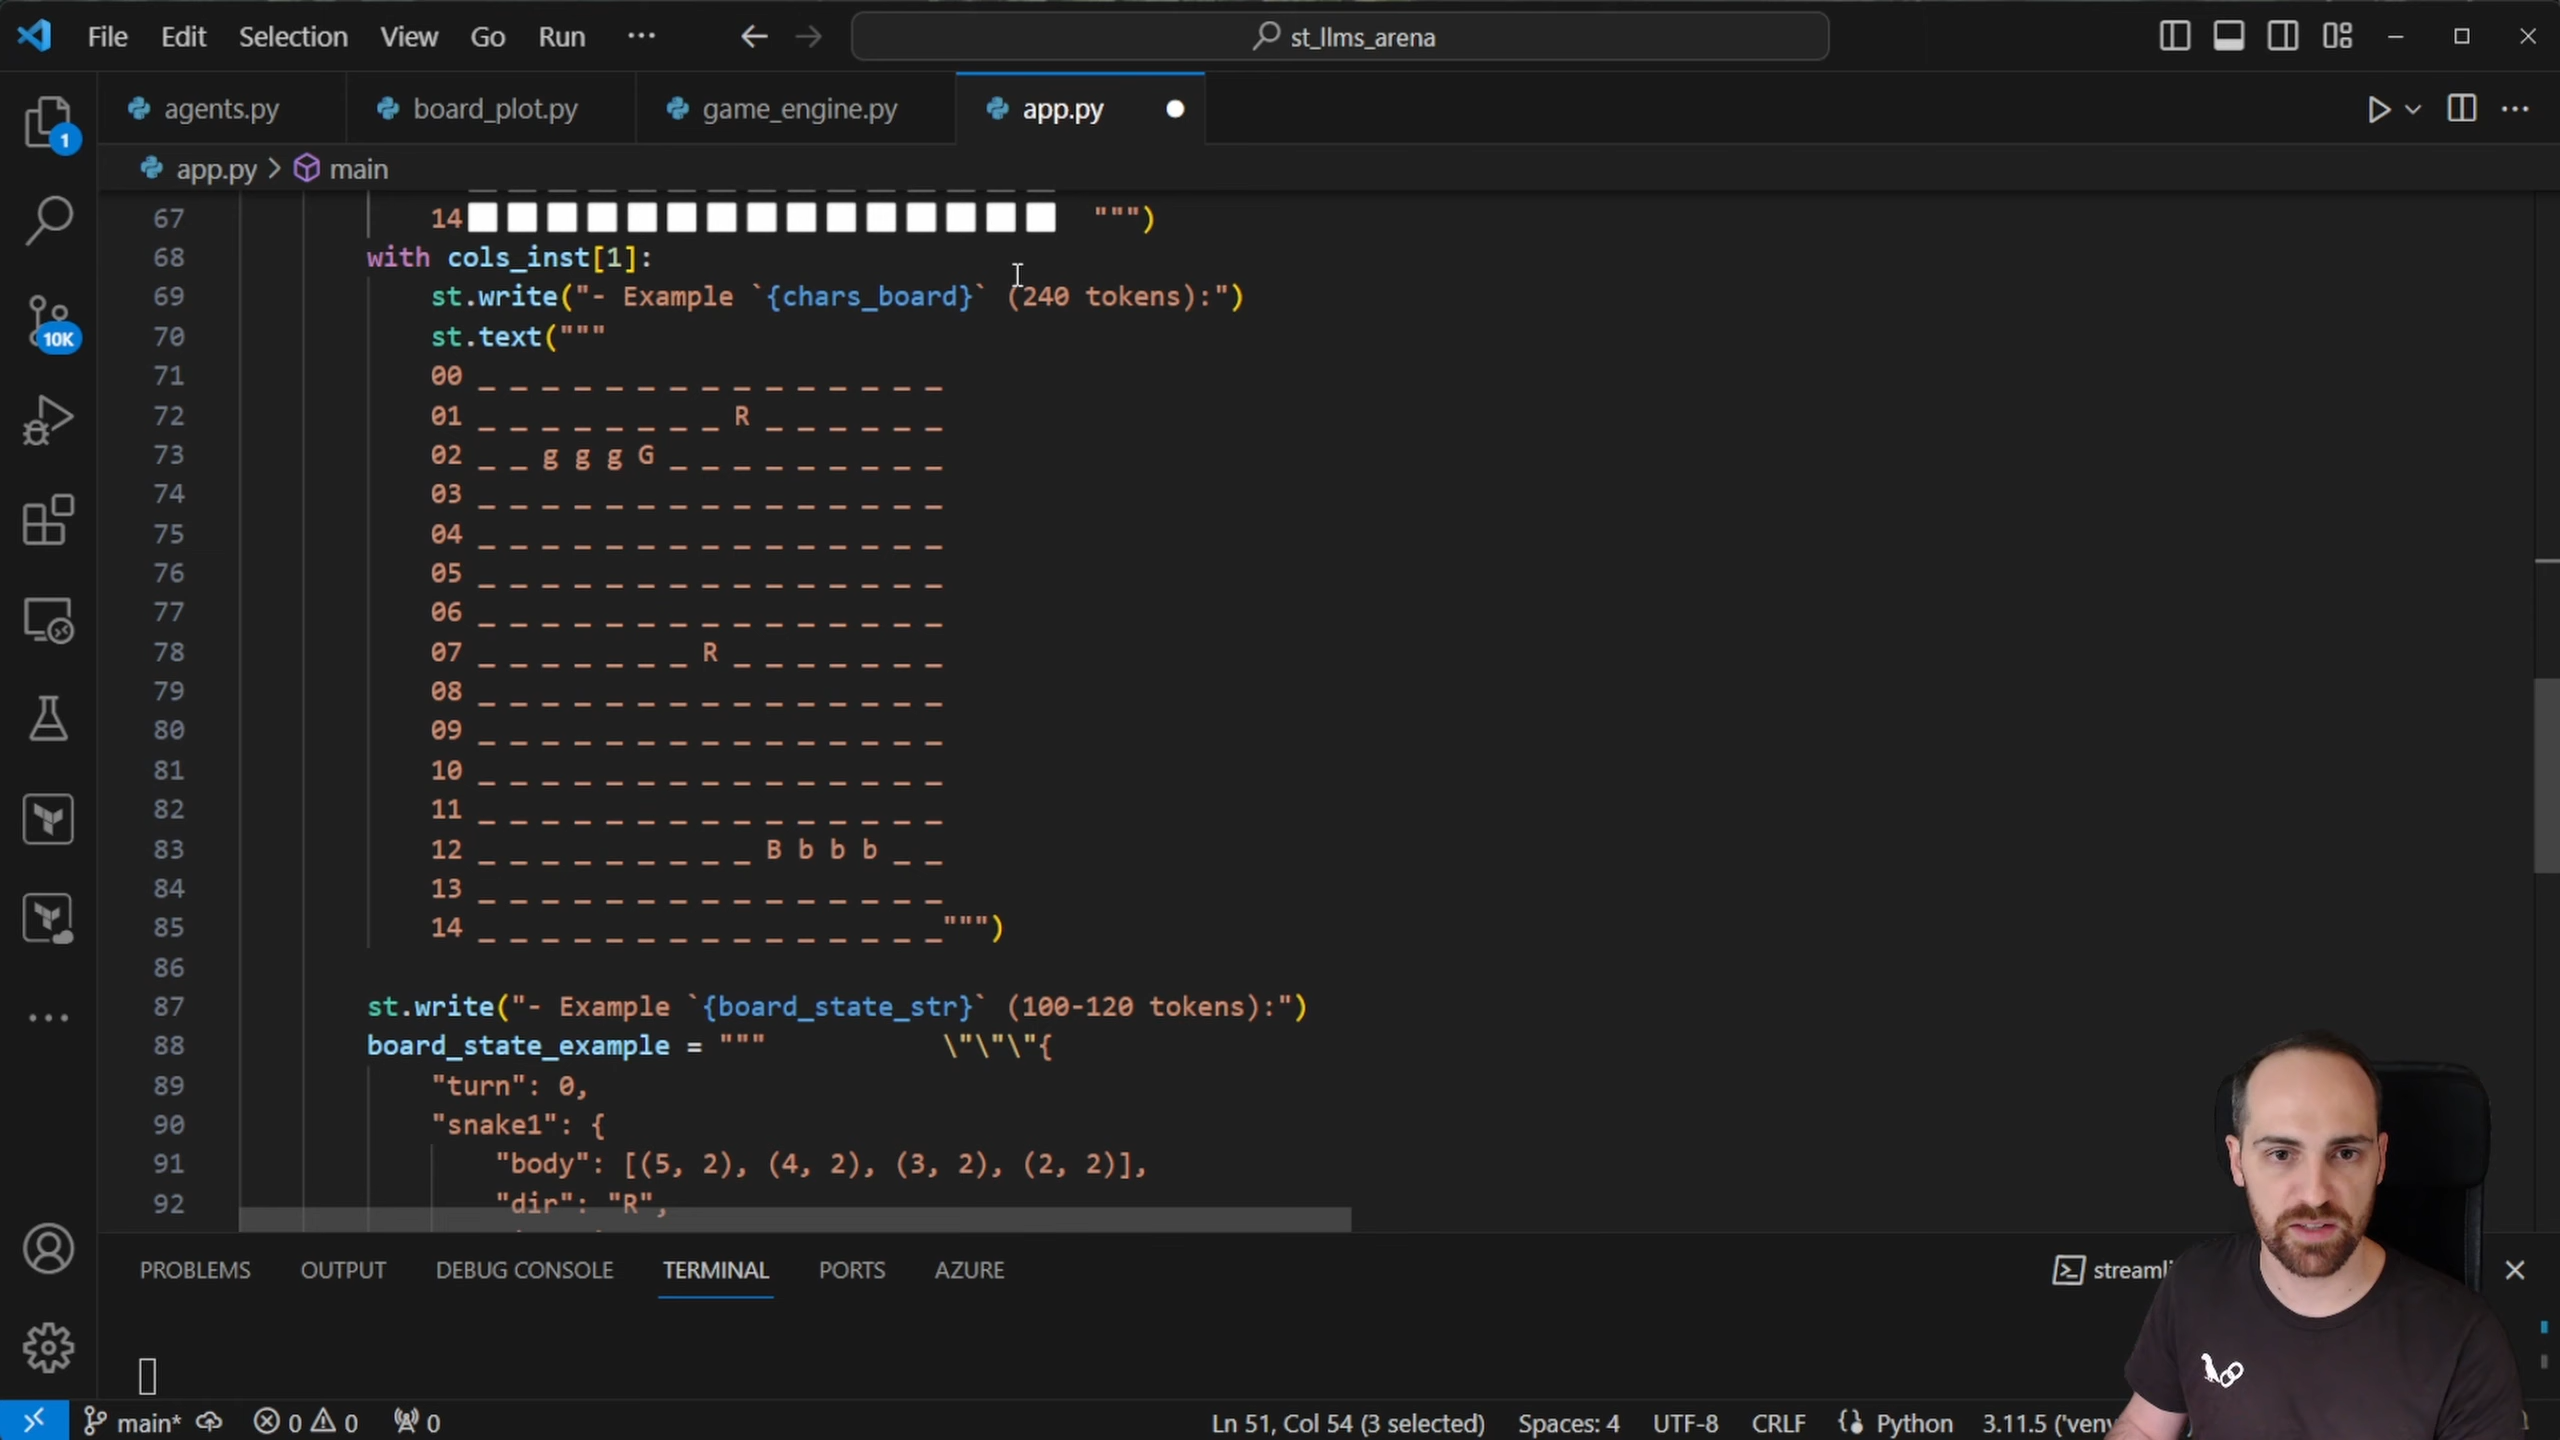 File Edit Selection View Go Run ··· st_llms_arena
agents.py board_plot.py game_engine.py app.py
app.py > main
67 14 """)
68 with cols_inst[1]:
69 st.write("- Example `{chars_board}` (240 tokens):")
70 st.text("""
71 00 _ _ _ _ _ _ _ _ _ _ _ _ _ _ _
72 01 _ _ _ _ _ _ _ _ R _ _ _ _ _ _
73 02 _ _ g g g G _ _ _ _ _ _ _ _ _
74 03 _ _ _ _ _ _ _ _ _ _ _ _ _ _ _
75 04 _ _ _ _ _ _ _ _ _ _ _ _ _ _ _
76 05 _ _ _ _ _ _ _ _ _ _ _ _ _ _ _
77 06 _ _ _ _ _ _ _ _ _ _ _ _ _ _ _
78 07 _ _ _ _ _ _ _ R _ _ _ _ _ _ _
79 08 _ _ _ _ _ _ _ _ _ _ _ _ _ _ _
80 09 _ _ _ _ _ _ _ _ _ _ _ _ _ _ _
81 10 _ _ _ _ _ _ _ _ _ _ _ _ _ _ _
82 11 _ _ _ _ _ _ _ _ _ _ _ _ _ _ _
83 12 _ _ _ _ _ _ _ _ _ B b b b _ _
84 13 _ _ _ _ _ _ _ _ _ _ _ _ _ _ _
85 14 _ _ _ _ _ _ _ _ _ _ _ _ _ _ _""")
86
87 st.write("- Example `{board_state_str}` (100-120 tokens):")
88 board_state_example = """ \"\"\"{
89 "turn": 0,
90 "snake1": {
91 "body": [(5, 2), (4, 2), (3, 2), (2, 2)],
92 "dir": "R",
1
10K
PROBLEMS OUTPUT DEBUG CONSOLE TERMINAL PORTS AZURE streamli
main* 0 0 0 Ln 51, Col 54 (3 selected) Spaces: 4 UTF-8 CRLF Python 3.11.5 ('venv